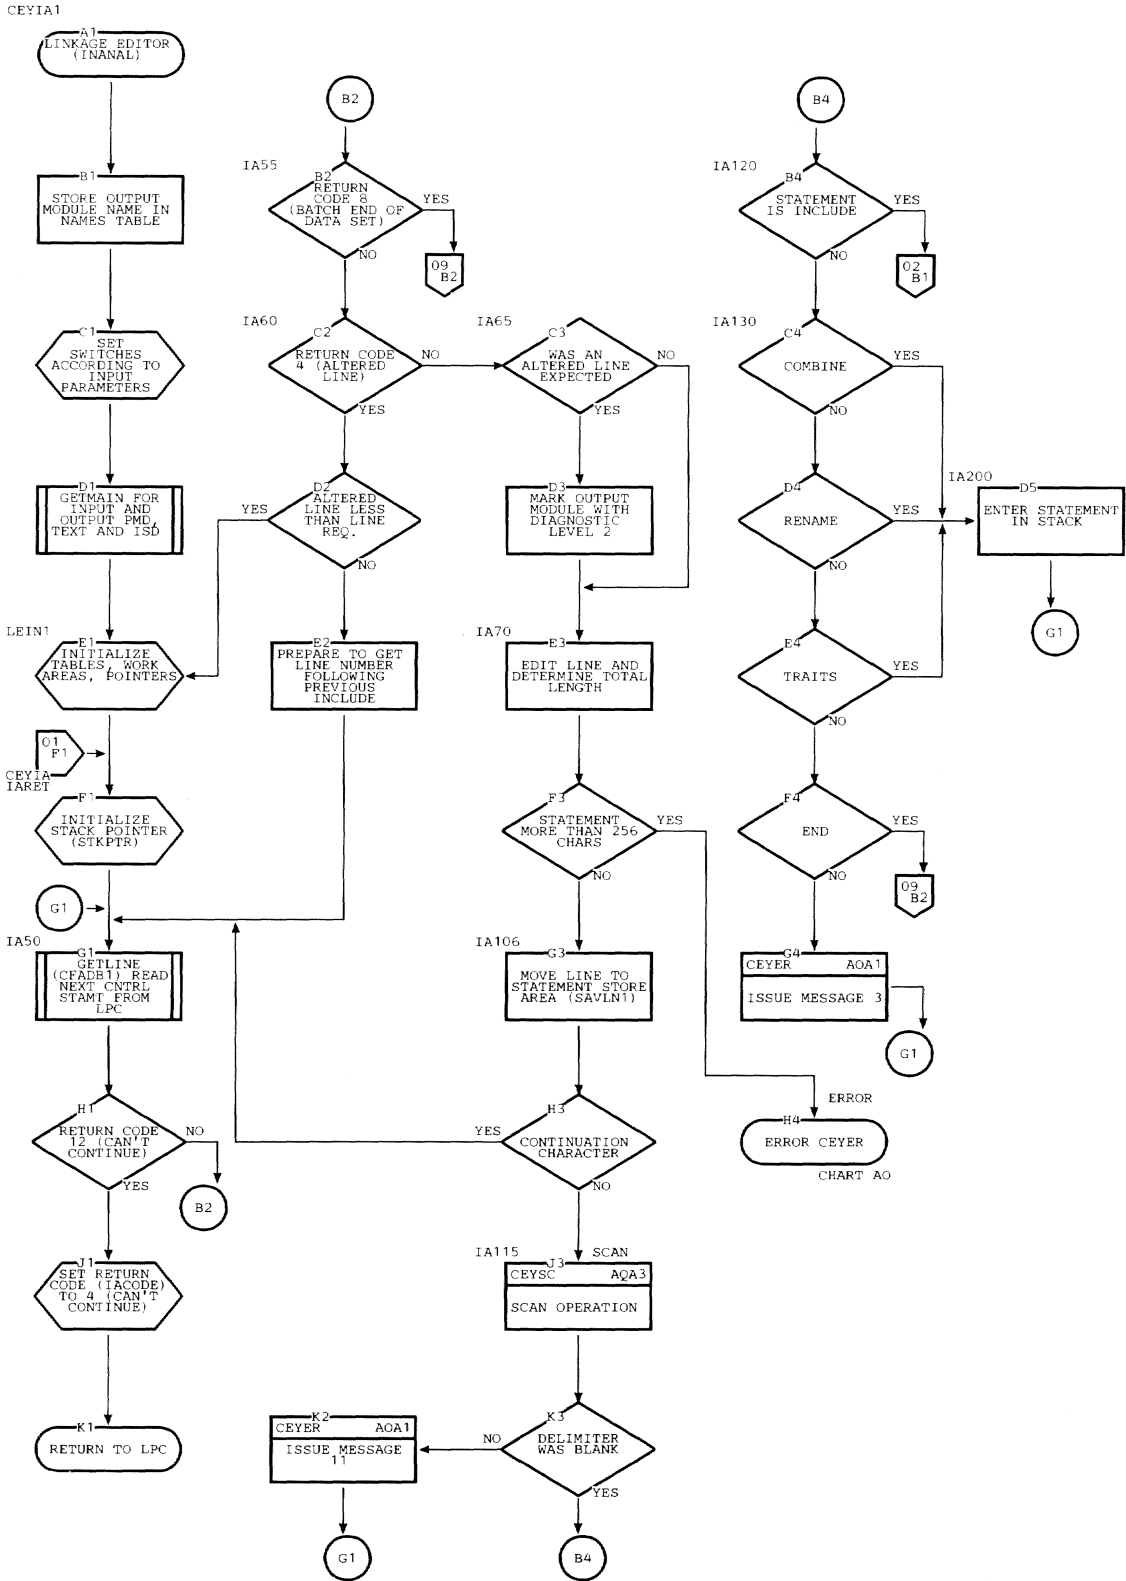 CEYIA1
A1
LINKAGE EDITOR
(INANAL)
B1
STORE OUTPUT
MODULE NAME IN
NAMES TABLE
C1
SET
SWITCHES
ACCORDING TO
INPUT
PARAMETERS
D1
GETMAIN FOR
INPUT AND
OUTPUT PMD,
TEXT AND ISD
LEIN1
E1
INITIALIZE
TABLES, WORK
AREAS, POINTERS
01
F1
CEYIA
IARET
F1
INITIALIZE
STACK POINTER
(STKPTR)
G1
IA50
G1
GETLINE
(CFADB1) READ
NEXT CNTRL
STAMT FROM
LPC
H1
RETURN CODE
12 (CAN'T
CONTINUE)
NO
YES
B2
J1
SET RETURN
CODE (IACODE)
TO 4 (CAN'T
CONTINUE)
K1
RETURN TO LPC
B2
IA55
B2
RETURN
CODE 8
(BATCH END OF
DATA SET)
YES
NO
09
B2
IA60
C2
RETURN CODE
4 (ALTERED
LINE)
NO
YES
D2
ALTERED
LINE LESS
THAN LINE
REQ.
YES
NO
E2
PREPARE TO GET
LINE NUMBER
FOLLOWING
PREVIOUS
INCLUDE
K2
CEYER AOA1
ISSUE MESSAGE
11
G1
IA65
C3
WAS AN
ALTERED LINE
EXPECTED
NO
YES
D3
MARK OUTPUT
MODULE WITH
DIAGNOSTIC
LEVEL 2
IA70
E3
EDIT LINE AND
DETERMINE TOTAL
LENGTH
F3
STATEMENT
MORE THAN 256
CHARS
YES
NO
IA106
G3
MOVE LINE TO
STATEMENT STORE
AREA (SAVLN1)
H3
CONTINUATION
CHARACTER
YES
NO
IA115
SCAN
J3
CEYSC AQA3
SCAN OPERATION
K3
DELIMITER
WAS BLANK
NO
YES
B4
B4
IA120
B4
STATEMENT
IS INCLUDE
YES
NO
02
B1
IA130
C4
COMBINE
YES
NO
D4
RENAME
YES
NO
IA200
D5
ENTER STATEMENT
IN STACK
G1
E4
TRAITS
YES
NO
F4
END
YES
NO
09
B2
G4
CEYER AOA1
ISSUE MESSAGE 3
G1
ERROR
H4
ERROR CEYER
CHART AO